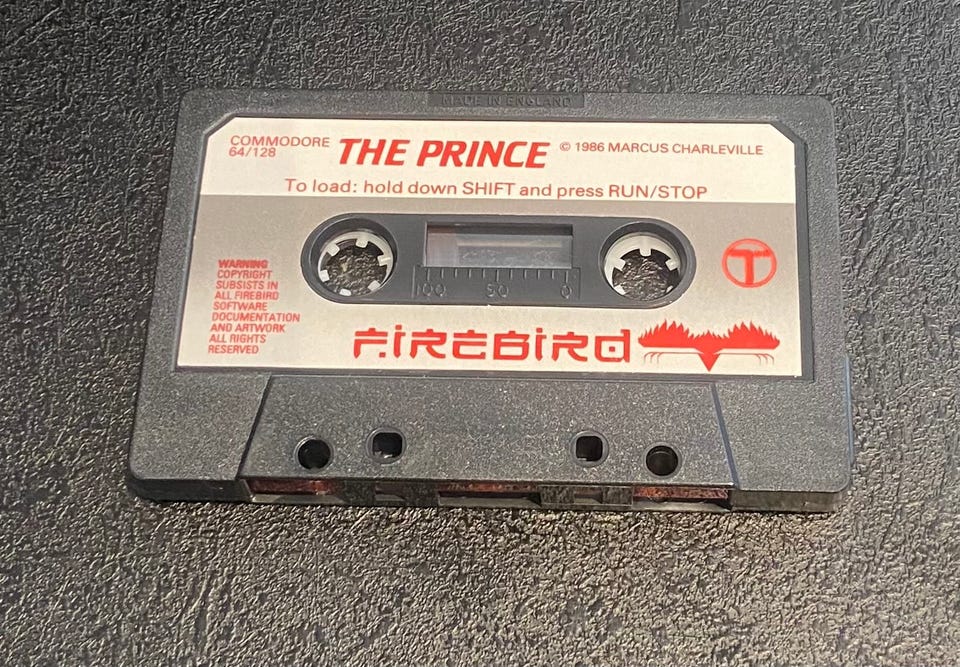 MADE IN ENGLAND
COMMODORE
64/128
THE PRINCE
© 1986 MARCUS CHARLEVILLE
To load: hold down SHIFT and press RUN/STOP
100 50 0
T
WARNING
COPYRIGHT
SUBSISTS IN
ALL FIREBIRD
SOFTWARE
DOCUMENTATION
AND ARTWORK
ALL RIGHTS
RESERVED
FIREBIRD